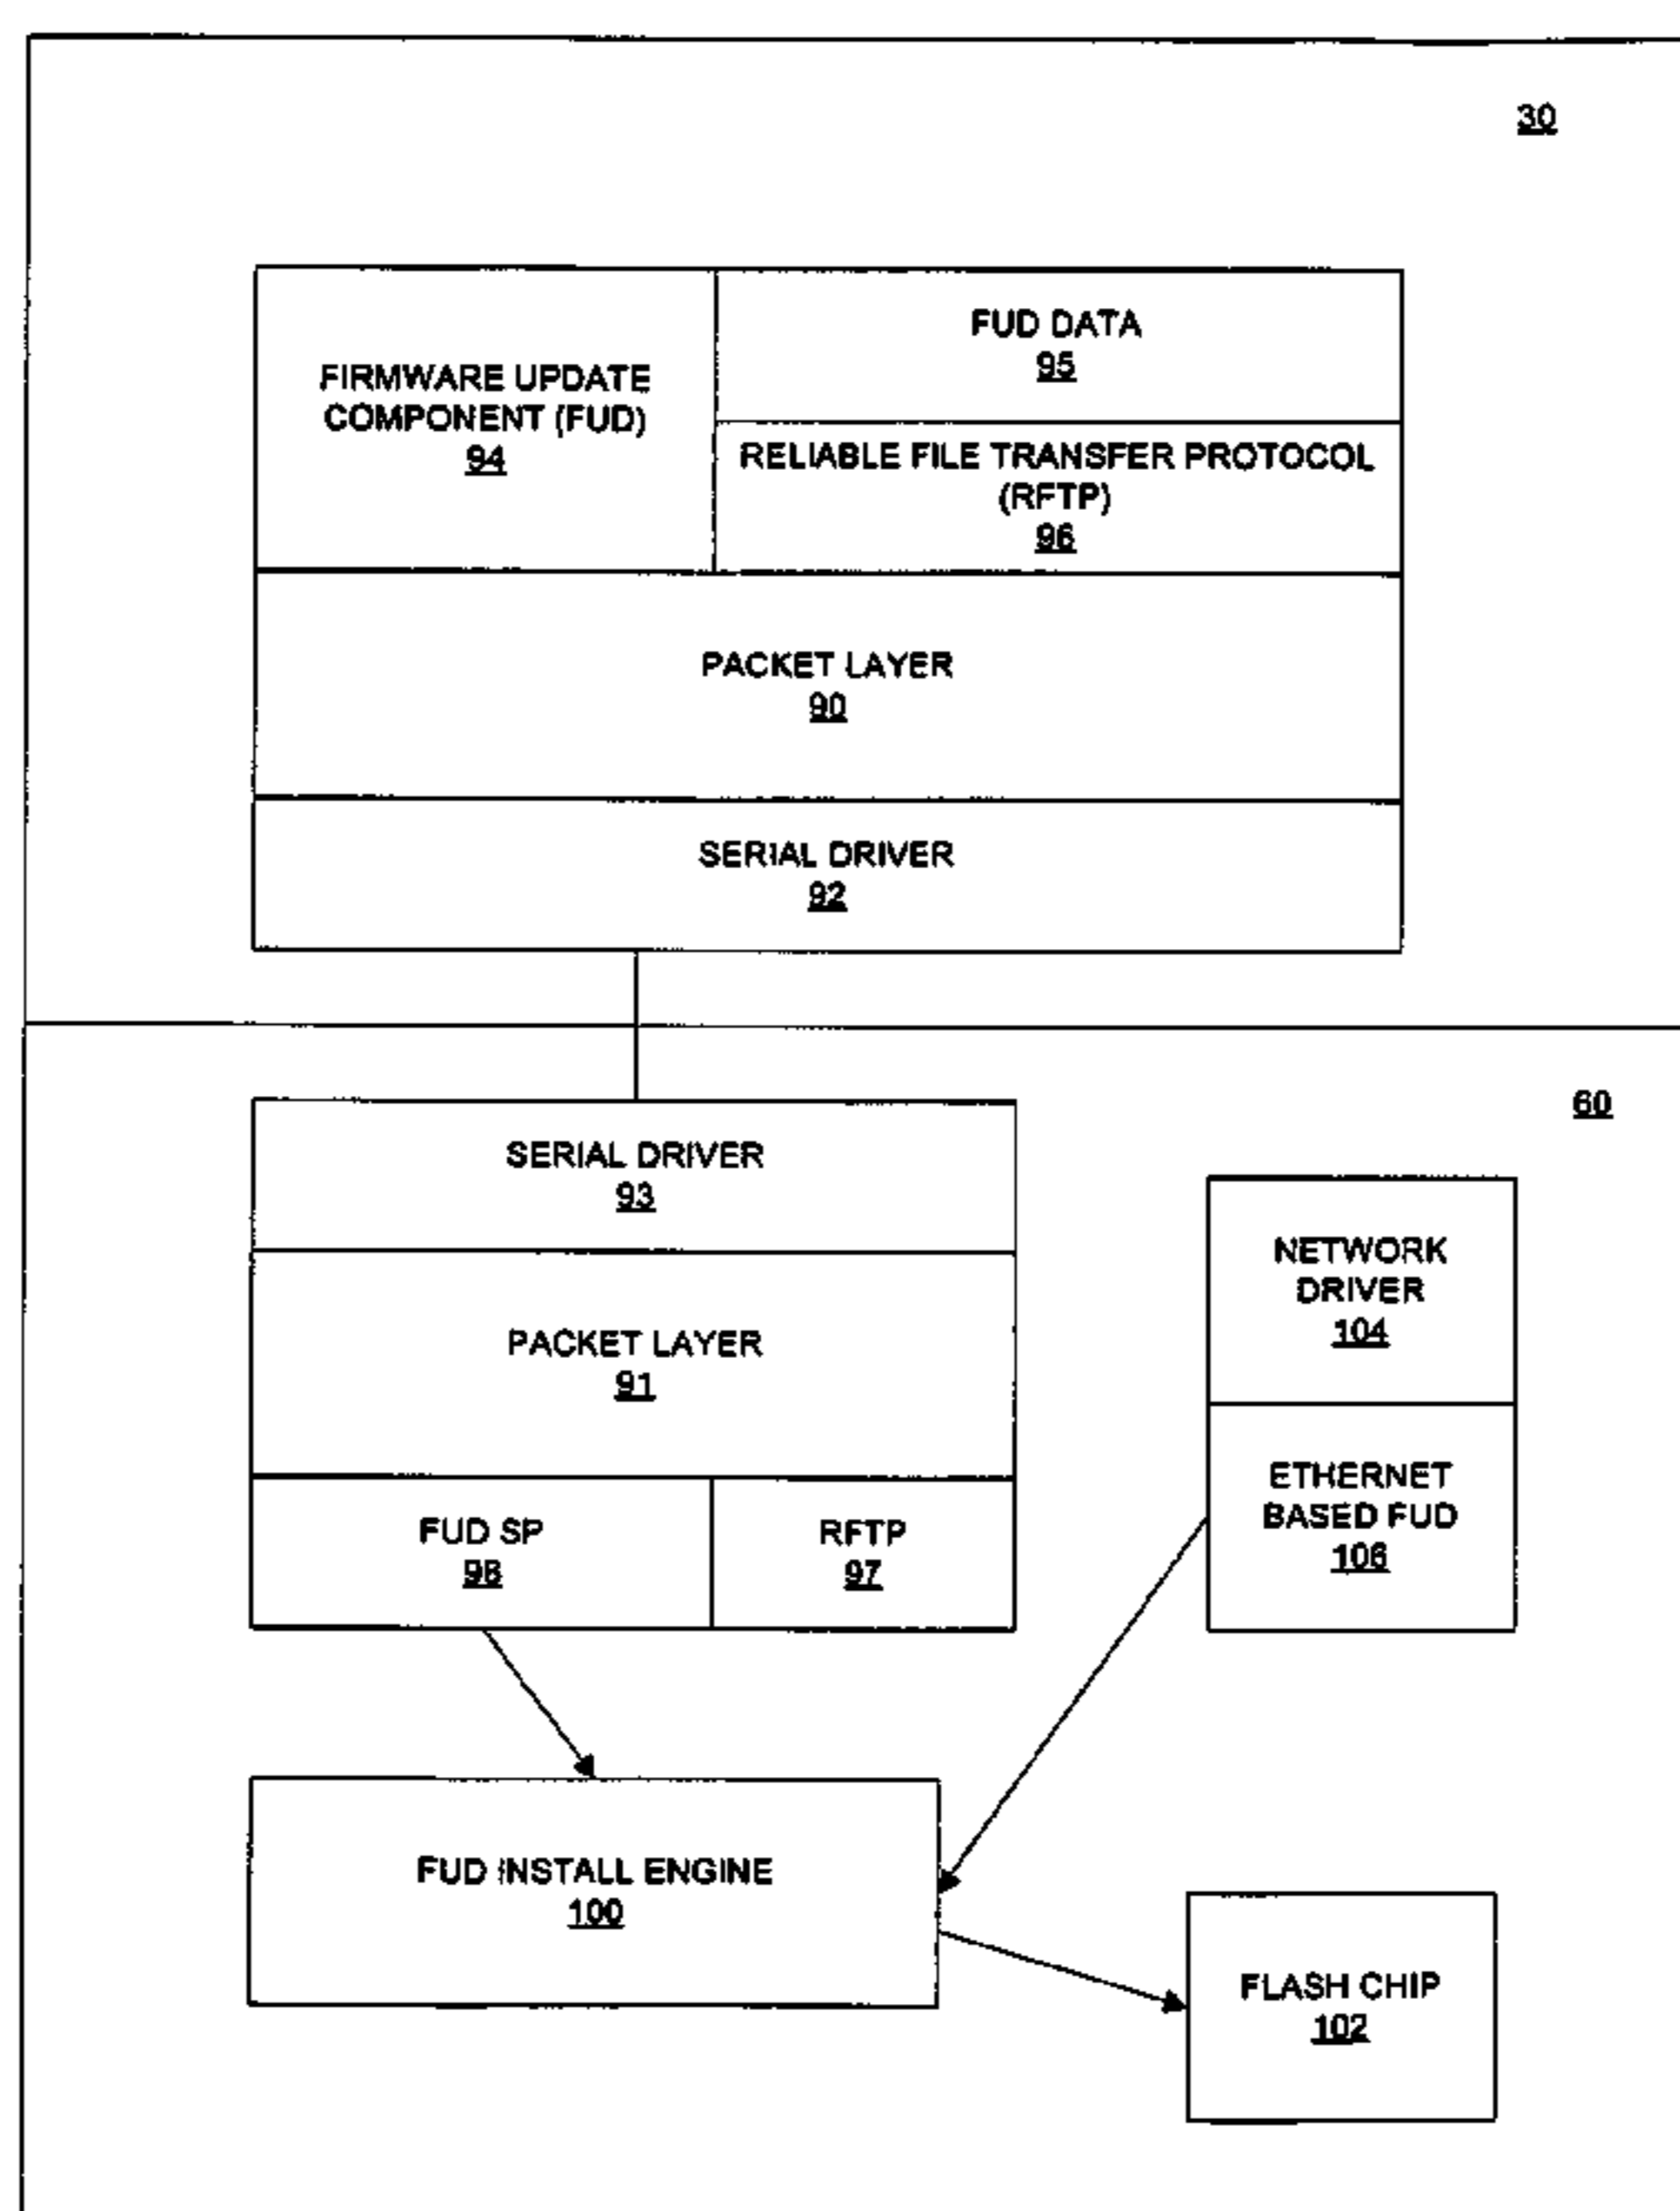 30
FIRMWARE UPDATE
COMPONENT (FUD)
94
FUD DATA
95
RELIABLE FILE TRANSFER PROTOCOL
(RFTP)
96
PACKET LAYER
90
SERIAL DRIVER
92
60
SERIAL DRIVER
93
PACKET LAYER
91
FUD SP
98
RFTP
97
NETWORK
DRIVER
104
ETHERNET
BASED FUD
106
FUD INSTALL ENGINE
100
FLASH CHIP
102